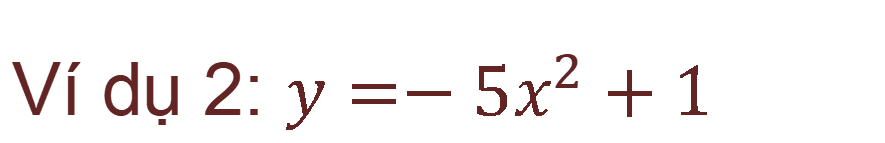 Ví dụ 2: y =− 5x² + 1